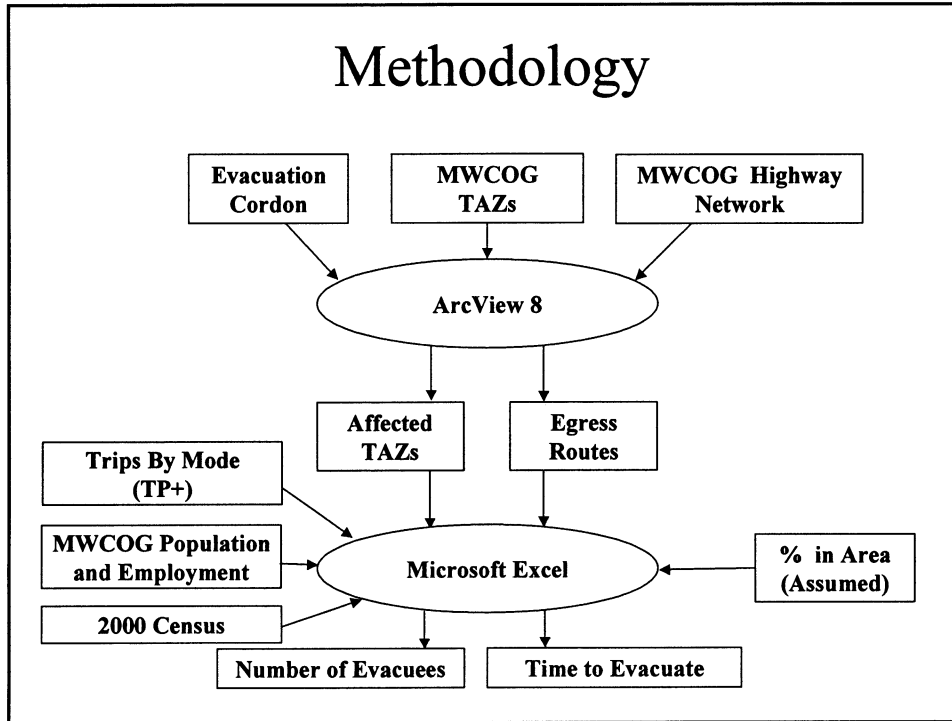 Methodology
Evacuation
Cordon
MWCOG
TAZs
MWCOG Highway
Network
ArcView 8
Affected
TAZs
Egress
Routes
Trips By Mode
(TP+)
MWCOG Population
and Employment
2000 Census
Microsoft Excel
% in Area
(Assumed)
Number of Evacuees
Time to Evacuate